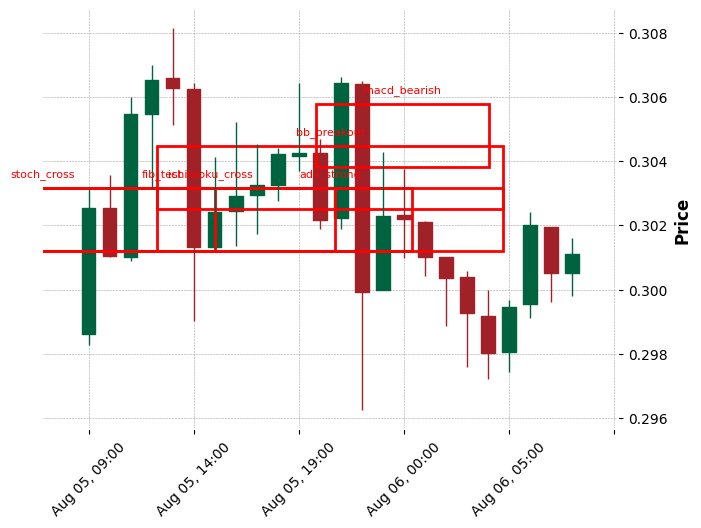 0.308
macd_bearish
0.306
bb_breakout
0.304
stoch_cross
fib_test
ichimoku_cross
adx_strong
0.302
Price
0.300
0.298
0.296
Aug 05, 09:00
Aug 05, 14:00
Aug 05, 19:00
Aug 06, 00:00
Aug 06, 05:00